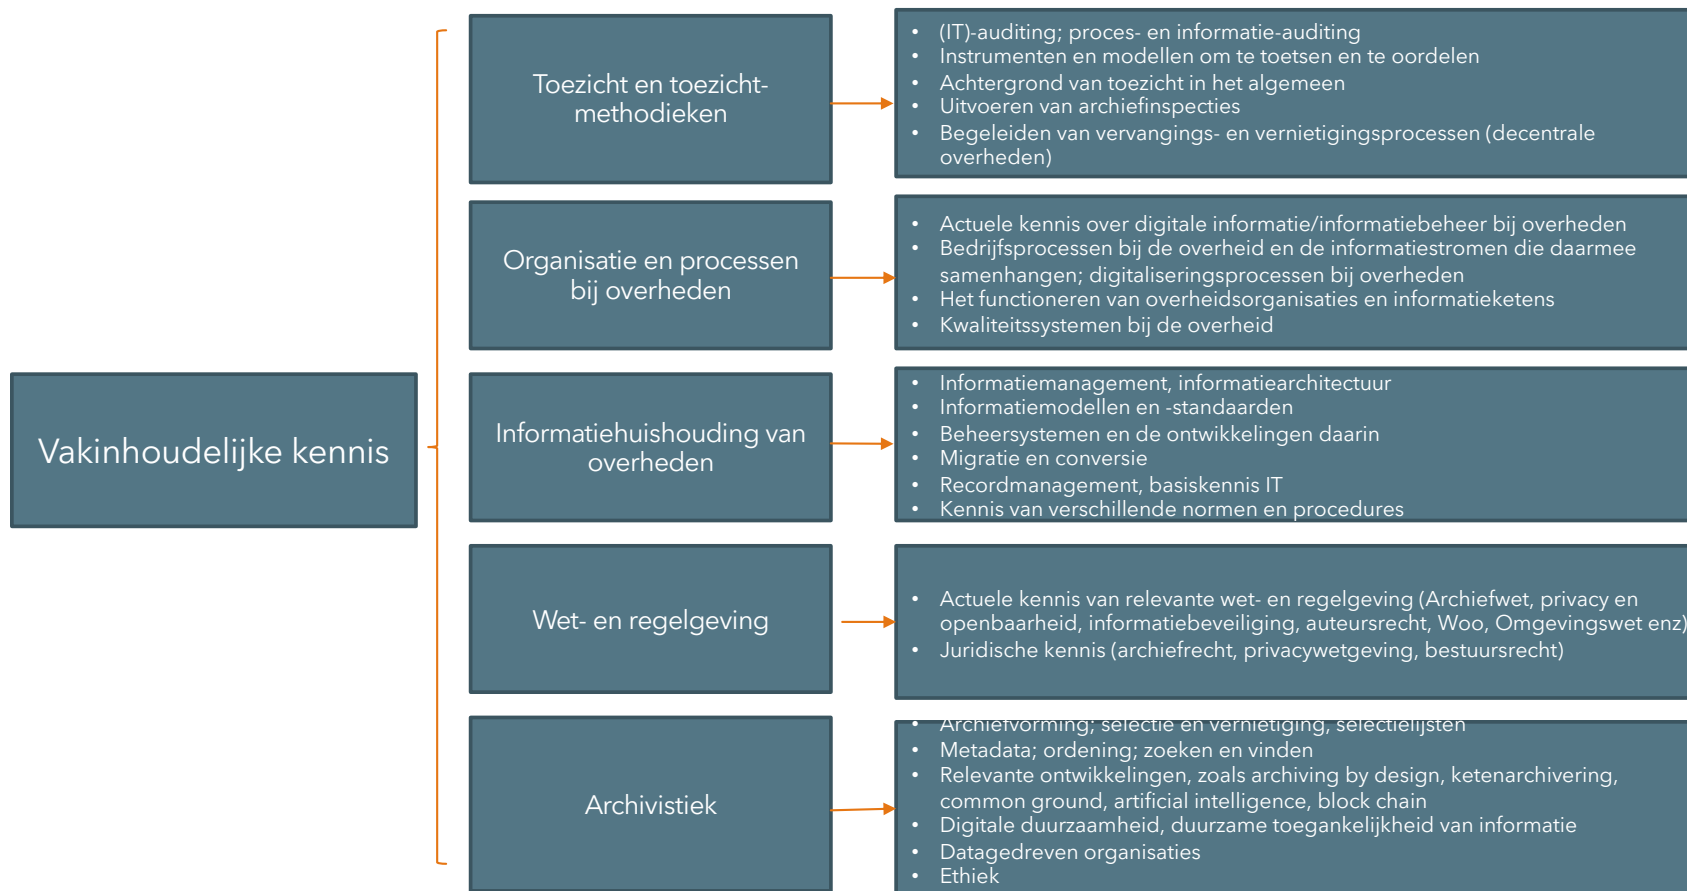 Vakinhoudelijke kennis
Toezicht en toezicht-
methodieken
• (IT)-auditing; proces- en informatie-auditing
• Instrumenten en modellen om te toetsen en te oordelen
• Achtergrond van toezicht in het algemeen
• Uitvoeren van archiefinspecties
• Begeleiden van vervangings- en vernietigingsprocessen (decentrale
overheden)
Organisatie en processen
bij overheden
• Actuele kennis over digitale informatie/informatiebeheer bij overheden
• Bedrijfsprocessen bij de overheid en de informatiestromen die daarmee
samenhangen; digitaliseringsprocessen bij overheden
• Het functioneren van overheidsorganisaties en informatieketens
• Kwaliteitssystemen bij de overheid
Informatiehuishouding van
overheden
• Informatiemanagement, informatiearchitectuur
• Informatiemodellen en -standaarden
• Beheersystemen en de ontwikkelingen daarin
• Migratie en conversie
• Recordmanagement, basiskennis IT
• Kennis van verschillende normen en procedures
Wet- en regelgeving
• Actuele kennis van relevante wet- en regelgeving (Archiefwet, privacy en
openbaarheid, informatiebeveiliging, auteursrecht, Woo, Omgevingswet enz)
• Juridische kennis (archiefrecht, privacywetgeving, bestuursrecht)
Archivistiek
• Archiefvorming; selectie en vernietiging, selectielijsten
• Metadata; ordening; zoeken en vinden
• Relevante ontwikkelingen, zoals archiving by design, ketenarchivering,
common ground, artificial intelligence, block chain
• Digitale duurzaamheid, duurzame toegankelijkheid van informatie
• Datagedreven organisaties
• Ethiek